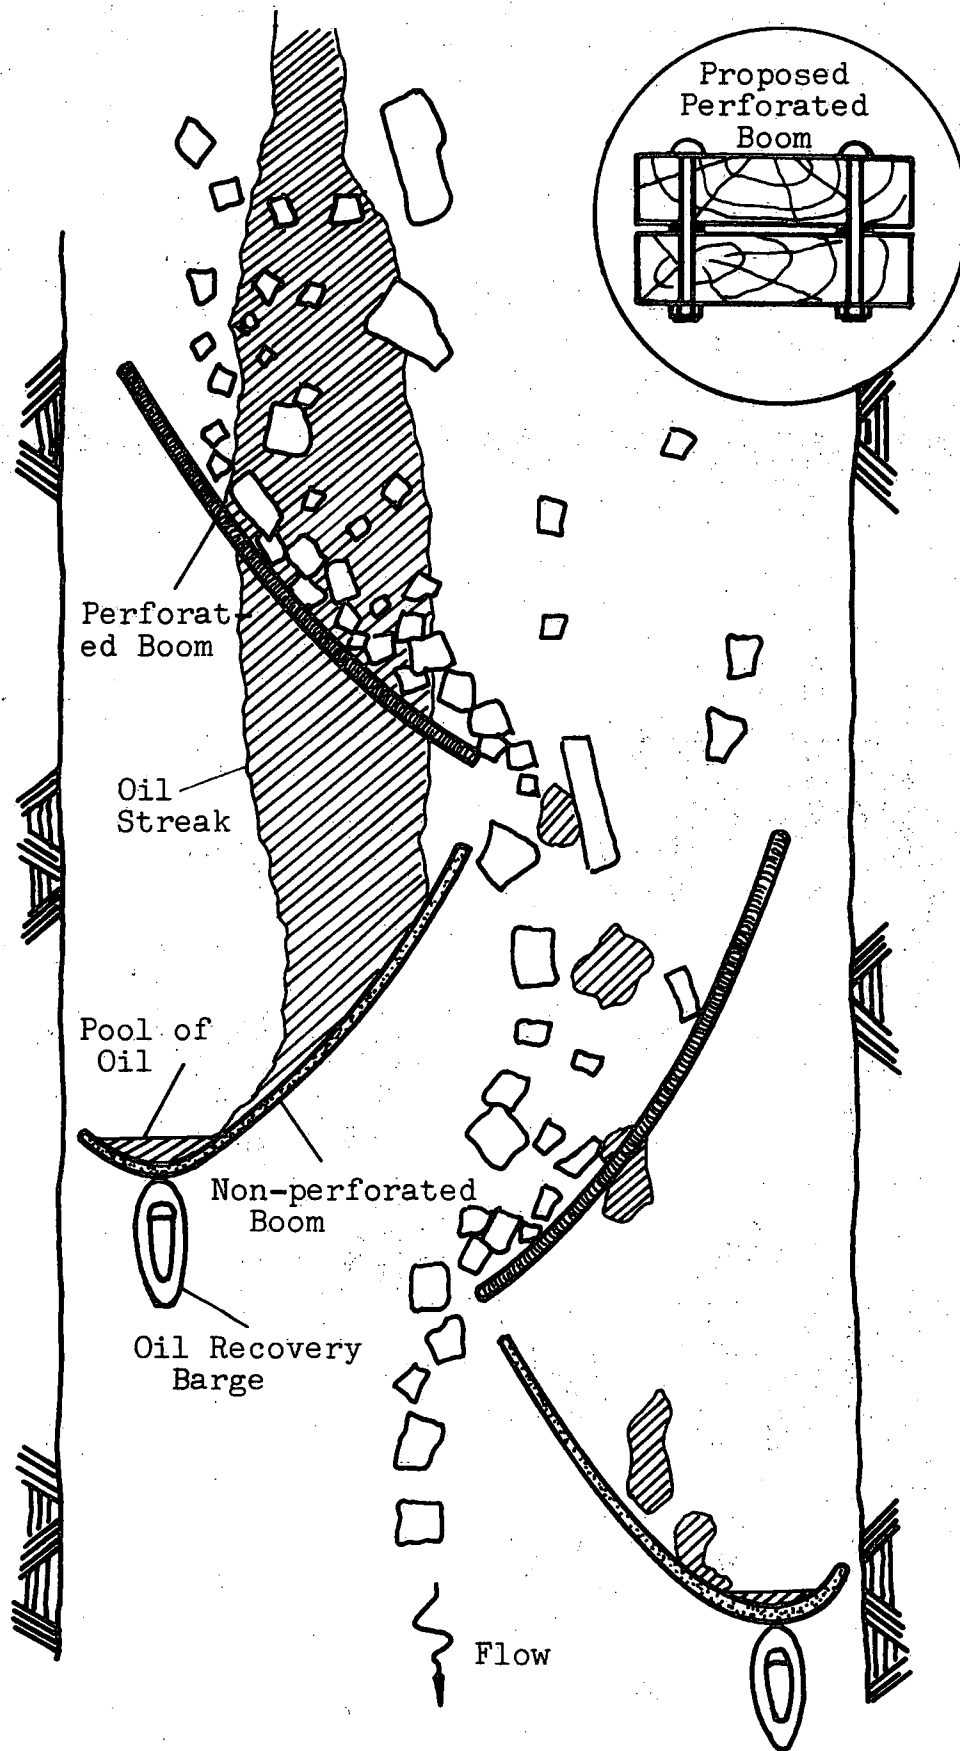 Proposed
Perforated
Boom
Perforat-
ed Boom
Oil
Streak
Pool of
Oil
Non-perforated
Boom
Oil Recovery
Barge
Flow